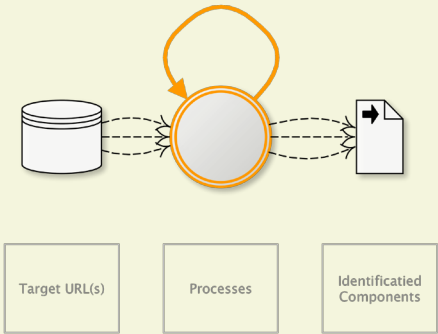 Target URL(s)
Processes
Identificatied
Components